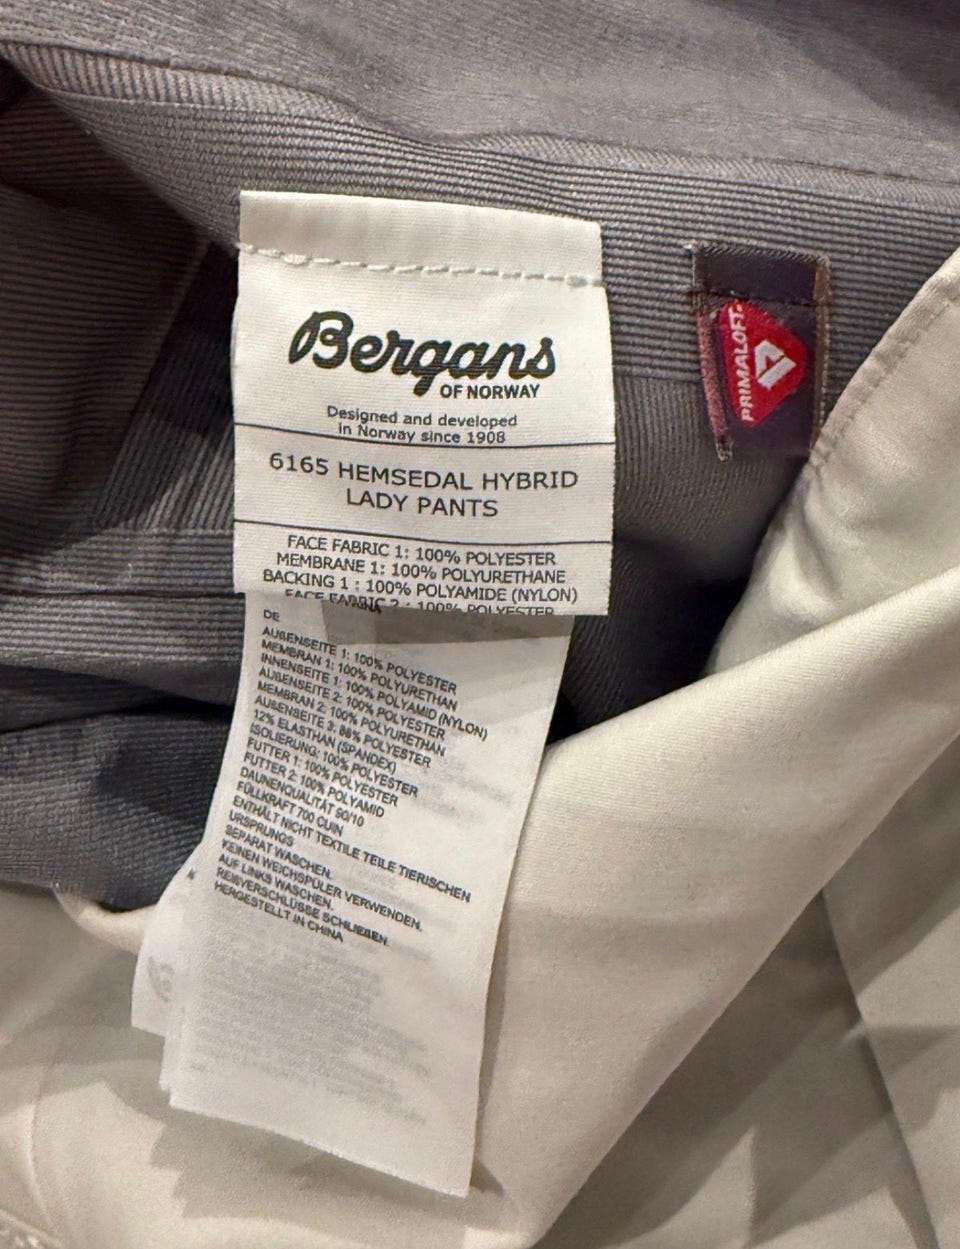 Bergans
OF NORWAY
Designed and developed
in Norway since 1908
6165 HEMSEDAL HYBRID
LADY PANTS
FACE FABRIC 1: 100% POLYESTER
MEMBRANE 1: 100% POLYURETHANE
BACKING 1 : 100% POLYAMIDE (NYLON)
FACE FABRIC 2 : 100% POLYESTER
PRIMALOFT
DE
AUßENSEITE 1: 100% POLYESTER
MEMBRAN 1: 100% POLYURETHAN
INNENSEITE 1: 100% POLYAMID (NYLON)
AUßENSEITE 2: 100% POLYESTER
MEMBRAN 2: 100% POLYURETHAN
AUßENSEITE 3: 88% POLYESTER
12% ELASTHAN (SPANDEX)
ISOLIERUNG: 100% POLYESTER
FUTTER 1: 100% POLYESTER
FUTTER 2: 100% POLYAMID
DAUNENQUALITÄT 90/10
FÜLLKRAFT 700 CUIN
ENTHÄLT NICHT TEXTILE TEILE TIERISCHEN
URSPRUNGS
SEPARAT WASCHEN.
KEINEN WEICHSPÜLER VERWENDEN.
AUF LINKS WASCHEN.
REIßVERSCHLÜSSE SCHLIEßEN.
HERGESTELLT IN CHINA